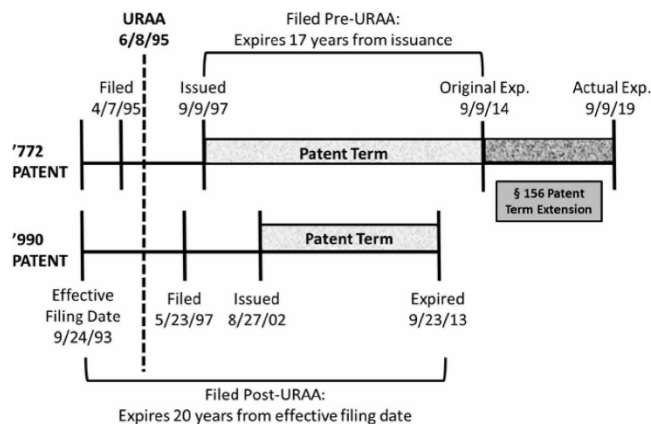 URAA
6/8/95
Filed Pre-URAA:
Expires 17 years from issuance
Filed
4/7/95
Issued
9/9/97
Original Exp.
9/9/14
Actual Exp.
9/9/19
'772
PATENT
Patent Term
§ 156 Patent
Term Extension
'990
PATENT
Patent Term
Effective
Filing Date
9/24/93
Filed
5/23/97
Issued
8/27/02
Expired
9/23/13
Filed Post-URAA:
Expires 20 years from effective filing date